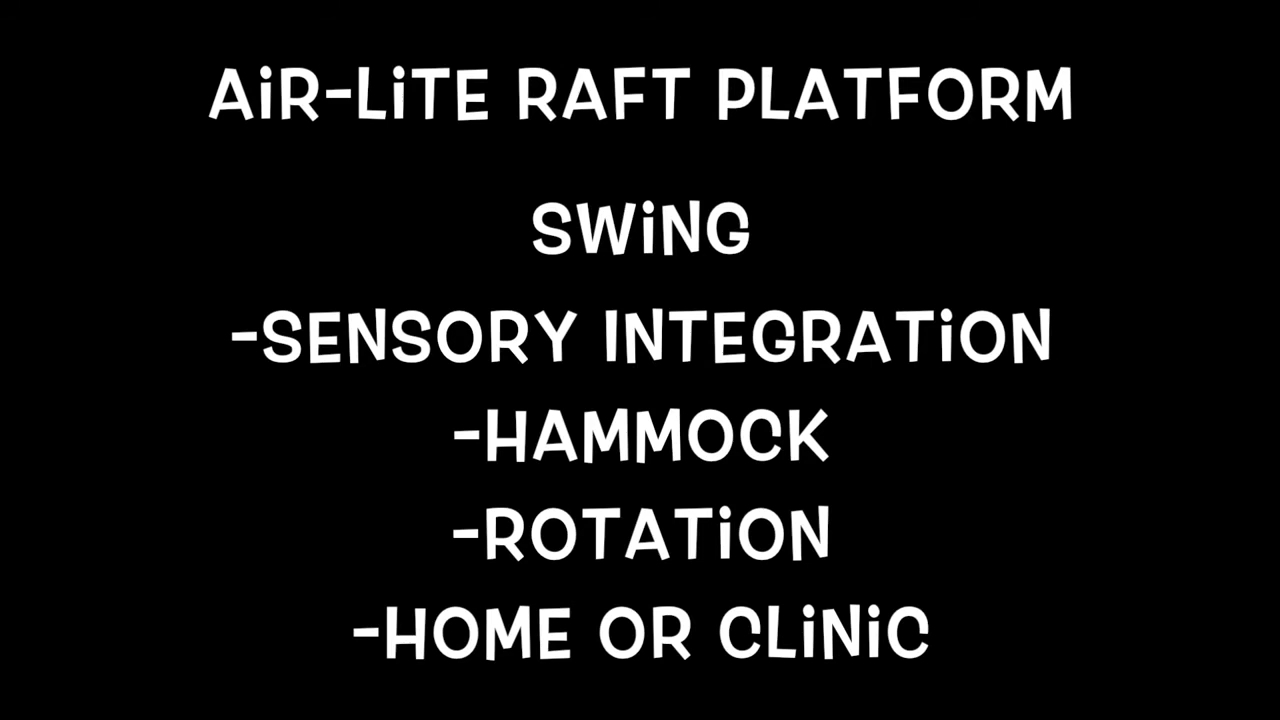 AiR-LiTE RAFT PLATFORM
SWiNG
-SENSORY INTEGRATiON
-HAMMOCK
-ROTATiON
-HOME OR CLiNiC